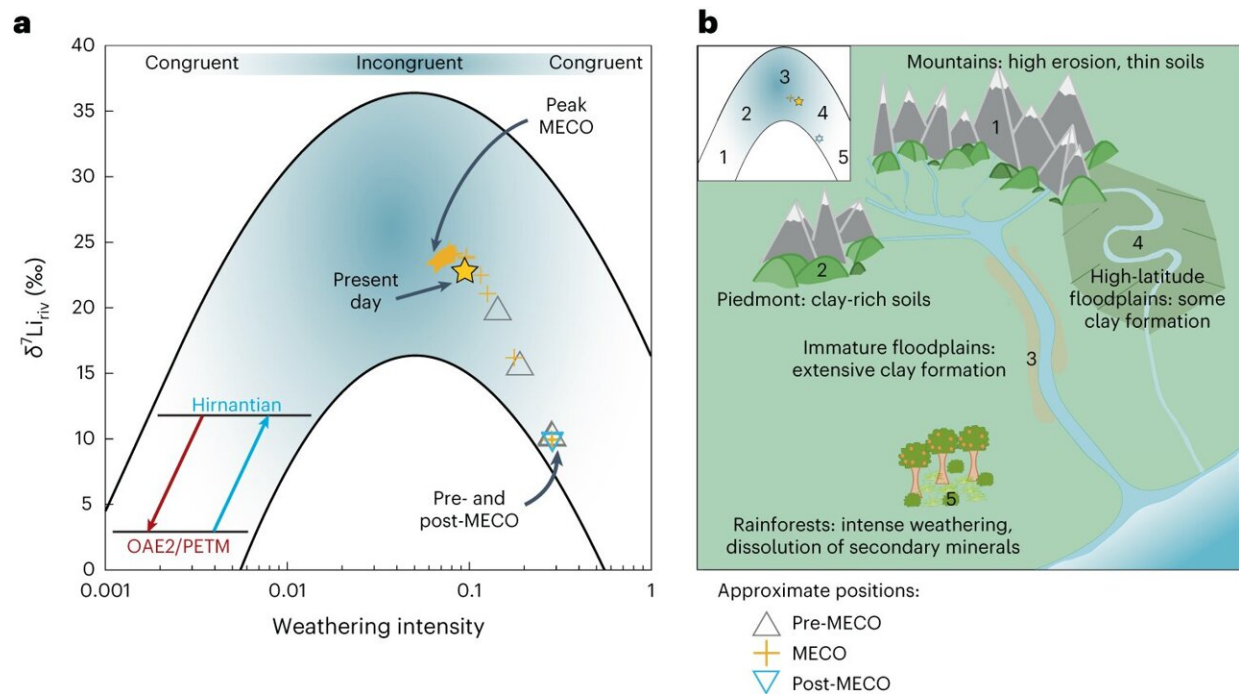 a
40
35
30
25
20
15
10
5
0
δ⁷Li_riv (‰)
Congruent
Incongruent
Congruent
Peak
MECO
Present
day
Hirnantian
OAE2/PETM
Pre- and
post-MECO
0.001
0.01
0.1
1
Weathering intensity
b
1
2
3
4
5
Mountains: high erosion, thin soils
1
2
Piedmont: clay-rich soils
4
High-latitude
floodplains: some
clay formation
Immature floodplains:
extensive clay formation
3
5
Rainforests: intense weathering,
dissolution of secondary minerals
Approximate positions:
Pre-MECO
MECO
Post-MECO